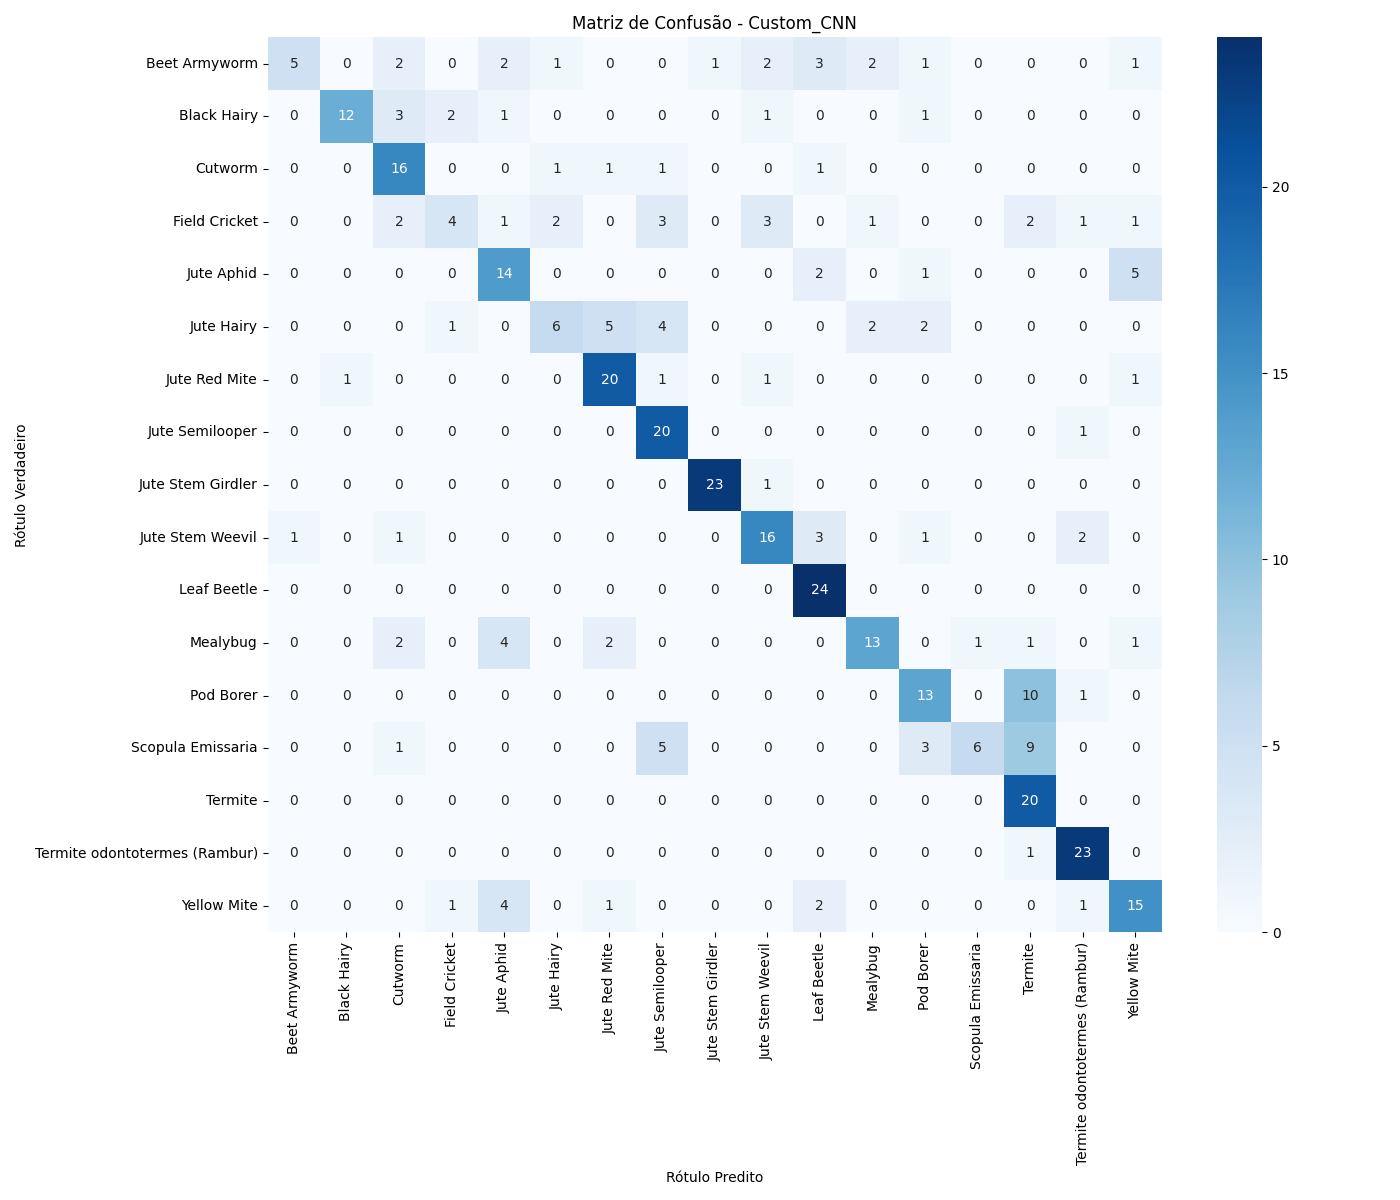 Matriz de Confusão - Custom_CNN
Rótulo Verdadeiro
Beet Armyworm 5 0 2 0 2 1 0 0 1 2 3 2 1 0 0 0 1
Black Hairy 0 12 3 2 1 0 0 0 0 1 0 0 1 0 0 0 0
Cutworm 0 0 16 0 0 1 1 1 0 0 1 0 0 0 0 0 0
Field Cricket 0 0 2 4 1 2 0 3 0 3 0 1 0 0 2 1 1
Jute Aphid 0 0 0 0 14 0 0 0 0 0 2 0 1 0 0 0 5
Jute Hairy 0 0 0 1 0 6 5 4 0 0 0 2 2 0 0 0 0
Jute Red Mite 0 1 0 0 0 0 20 1 0 1 0 0 0 0 0 0 1
Jute Semilooper 0 0 0 0 0 0 0 20 0 0 0 0 0 0 0 1 0
Jute Stem Girdler 0 0 0 0 0 0 0 0 23 1 0 0 0 0 0 0 0
Jute Stem Weevil 1 0 1 0 0 0 0 0 0 16 3 0 1 0 0 2 0
Leaf Beetle 0 0 0 0 0 0 0 0 0 0 24 0 0 0 0 0 0
Mealybug 0 0 2 0 4 0 2 0 0 0 0 13 0 1 1 0 1
Pod Borer 0 0 0 0 0 0 0 0 0 0 0 0 13 0 10 1 0
Scopula Emissaria 0 0 1 0 0 0 0 5 0 0 0 0 3 6 9 0 0
Termite 0 0 0 0 0 0 0 0 0 0 0 0 0 0 20 0 0
Termite odontotermes (Rambur) 0 0 0 0 0 0 0 0 0 0 0 0 0 0 1 23 0
Yellow Mite 0 0 0 1 4 0 1 0 0 0 2 0 0 0 0 1 15
Beet Armyworm
Black Hairy
Cutworm
Field Cricket
Jute Aphid
Jute Hairy
Jute Red Mite
Jute Semilooper
Jute Stem Girdler
Jute Stem Weevil
Leaf Beetle
Mealybug
Pod Borer
Scopula Emissaria
Termite
Termite odontotermes (Rambur)
Yellow Mite
Rótulo Predito
20
15
10
5
0